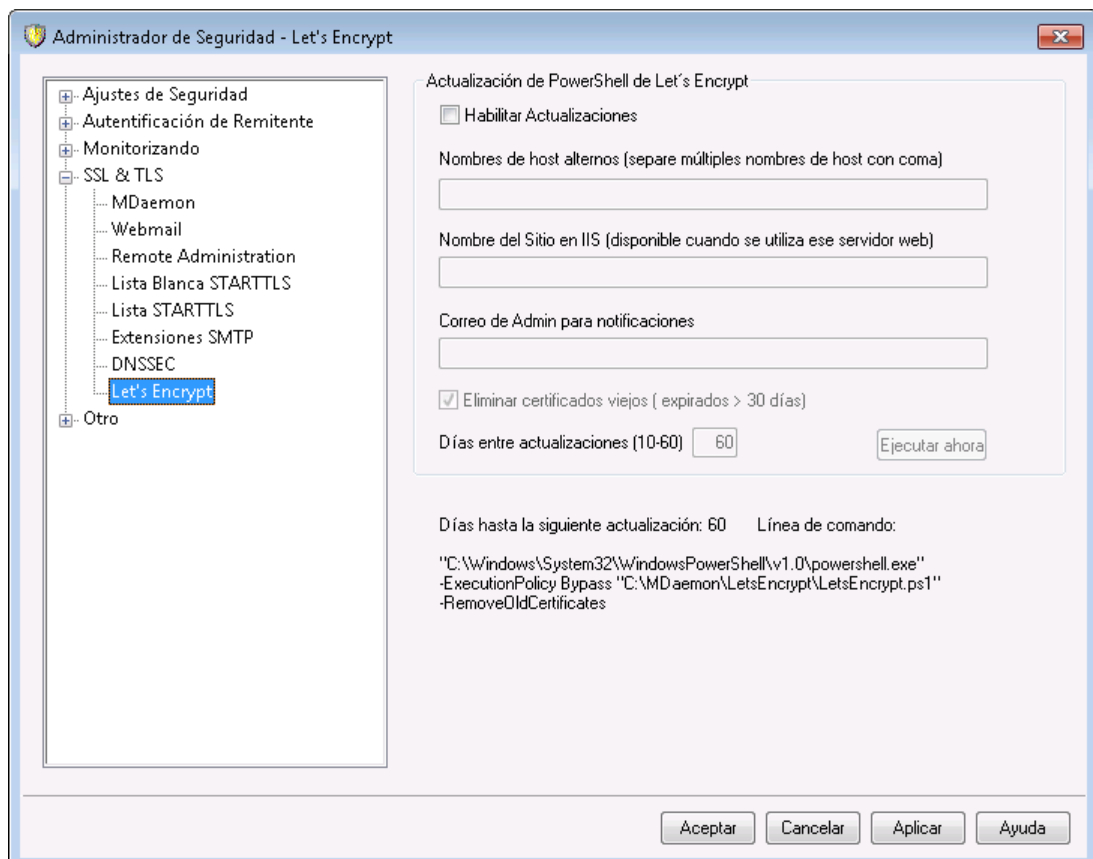 Administrador de Seguridad - Let's Encrypt
Ajustes de Seguridad
Autentificación de Remitente
Monitorizando
SSL & TLS
MDaemon
Webmail
Remote Administration
Lista Blanca STARTTLS
Lista STARTTLS
Extensiones SMTP
DNSSEC
Let's Encrypt
Otro
Actualización de PowerShell de Let´s Encrypt
Habilitar Actualizaciones
Nombres de host alternos (separe múltiples nombres de host con coma)
Nombre del Sitio en IIS (disponible cuando se utiliza ese servidor web)
Correo de Admin para notificaciones
Eliminar certificados viejos ( expirados > 30 días)
Días entre actualizaciones (10-60) 60 Ejecutar ahora
Días hasta la siguiente actualización: 60 Línea de comando:
"C:\Windows\System32\WindowsPowerShell\v1.0\powershell.exe"
-ExecutionPolicy Bypass "C:\MDaemon\LetsEncrypt\LetsEncrypt.ps1"
-RemoveOldCertificates
Aceptar Cancelar Aplicar Ayuda